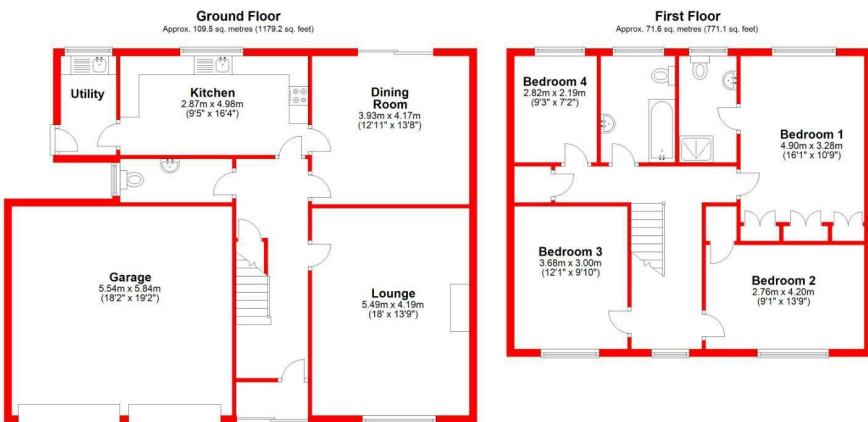 Ground Floor
Approx. 109.5 sq. metres (1179.2 sq. feet)
Utility
Kitchen
2.87m x 4.98m
(9'5" x 16'4")
Dining
Room
3.93m x 4.17m
(12'11" x 13'8")
Garage
5.54m x 5.84m
(18'2" x 19'2")
Lounge
5.49m x 4.19m
(18' x 13'9")
First Floor
Approx. 71.6 sq. metres (771.1 sq. feet)
Bedroom 4
2.82m x 2.19m
(9'3" x 7'2")
Bedroom 1
4.90m x 3.28m
(16'1" x 10'9")
Bedroom 3
3.68m x 3.00m
(12'1" x 9'10")
Bedroom 2
2.76m x 4.20m
(9'1" x 13'9")